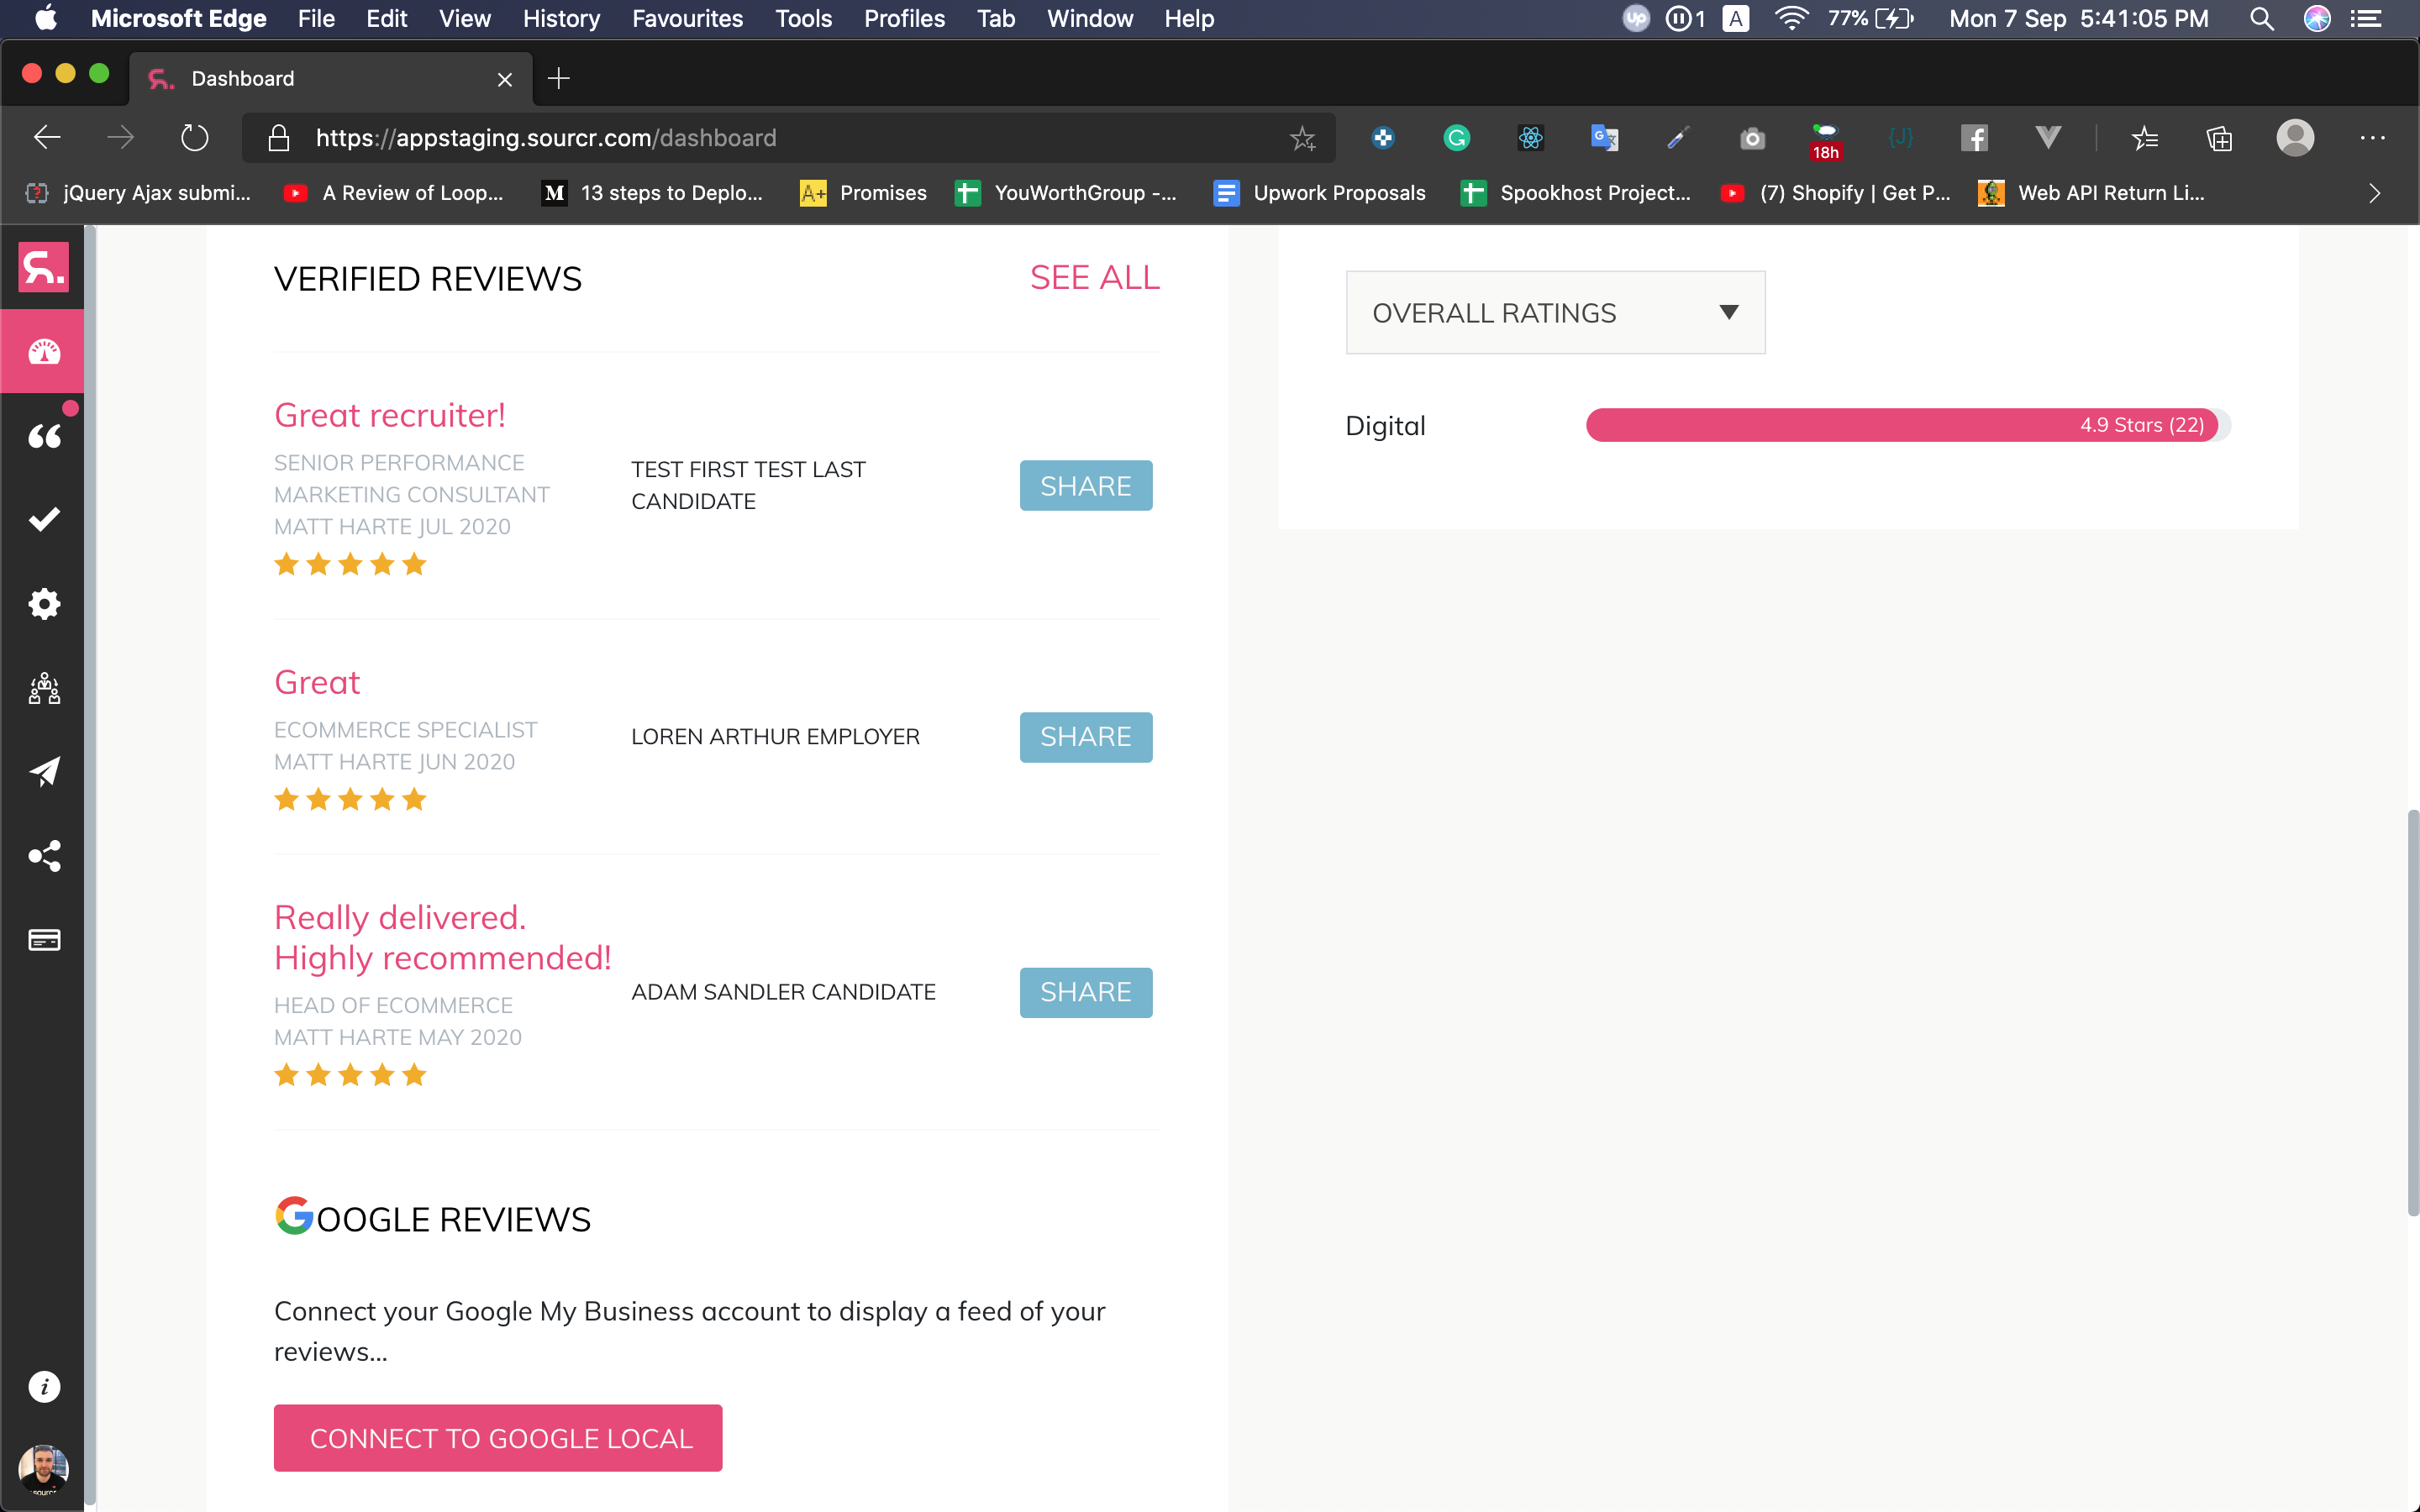 Microsoft Edge File Edit View History Favourites Tools Profiles Tab Window Help
UP 1 A 77% Mon 7 Sep 5:41:05 PM
Dashboard
https://appstaging.sourcr.com/dashboard
18h
jQuery Ajax submi... A Review of Loop... 13 steps to Deplo... Promises YouWorthGroup -... Upwork Proposals Spookhost Project... (7) Shopify | Get P... Web API Return Li...
VERIFIED REVIEWS
SEE ALL
Great recruiter!
SENIOR PERFORMANCE
MARKETING CONSULTANT
MATT HARTE JUL 2020
TEST FIRST TEST LAST
CANDIDATE
SHARE
Great
ECOMMERCE SPECIALIST
MATT HARTE JUN 2020
LOREN ARTHUR EMPLOYER
SHARE
Really delivered.
Highly recommended!
HEAD OF ECOMMERCE
MATT HARTE MAY 2020
ADAM SANDLER CANDIDATE
SHARE
GOOGLE REVIEWS
Connect your Google My Business account to display a feed of your
reviews...
CONNECT TO GOOGLE LOCAL
OVERALL RATINGS
Digital
4.9 Stars (22)